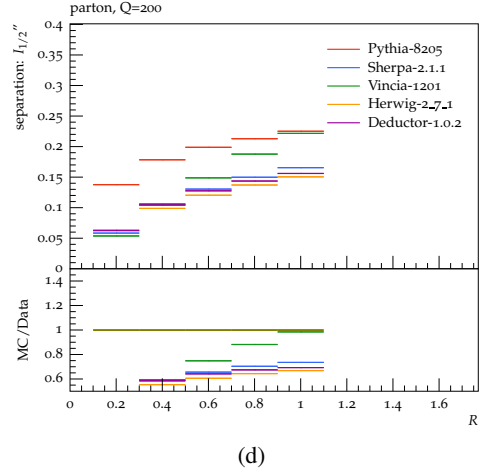 parton, Q=200
separation: I₁/₂″
0.4
0.35
0.3
0.25
0.2
0.15
0.1
0.05
0
Pythia-8205
Sherpa-2.1.1
Vincia-1201
Herwig-2_7_1
Deductor-1.0.2
MC/Data
1.4
1.2
1
0.8
0.6
0 0.2 0.4 0.6 0.8 1 1.2 1.4 1.6
R
(d)